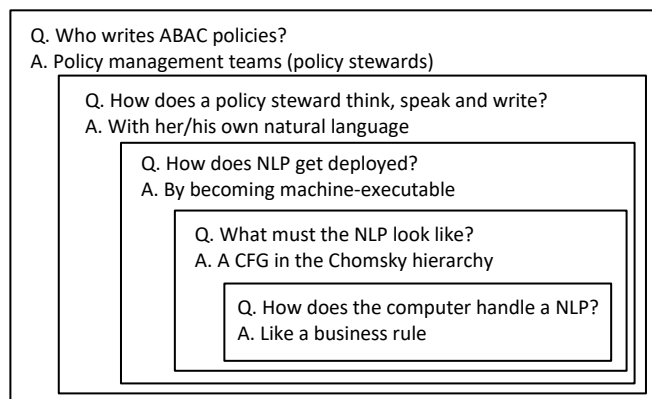 Q. Who writes ABAC policies?
A. Policy management teams (policy stewards)
Q. How does a policy steward think, speak and write?
A. With her/his own natural language
Q. How does NLP get deployed?
A. By becoming machine-executable
Q. What must the NLP look like?
A. A CFG in the Chomsky hierarchy
Q. How does the computer handle a NLP?
A. Like a business rule